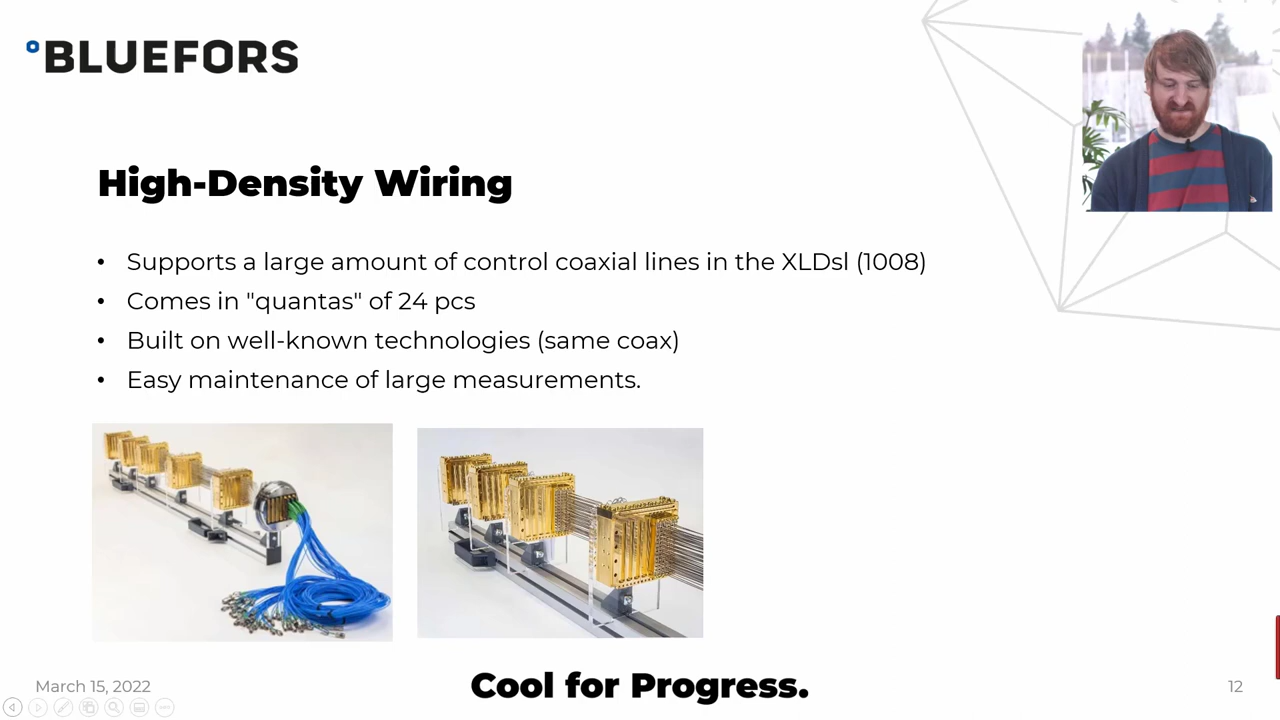 BLUEFORS
High-Density Wiring
• Supports a large amount of control coaxial lines in the XLDsl (1008)
• Comes in "quantas" of 24 pcs
• Built on well-known technologies (same coax)
• Easy maintenance of large measurements.
March 15, 2022
Cool for Progress.
12